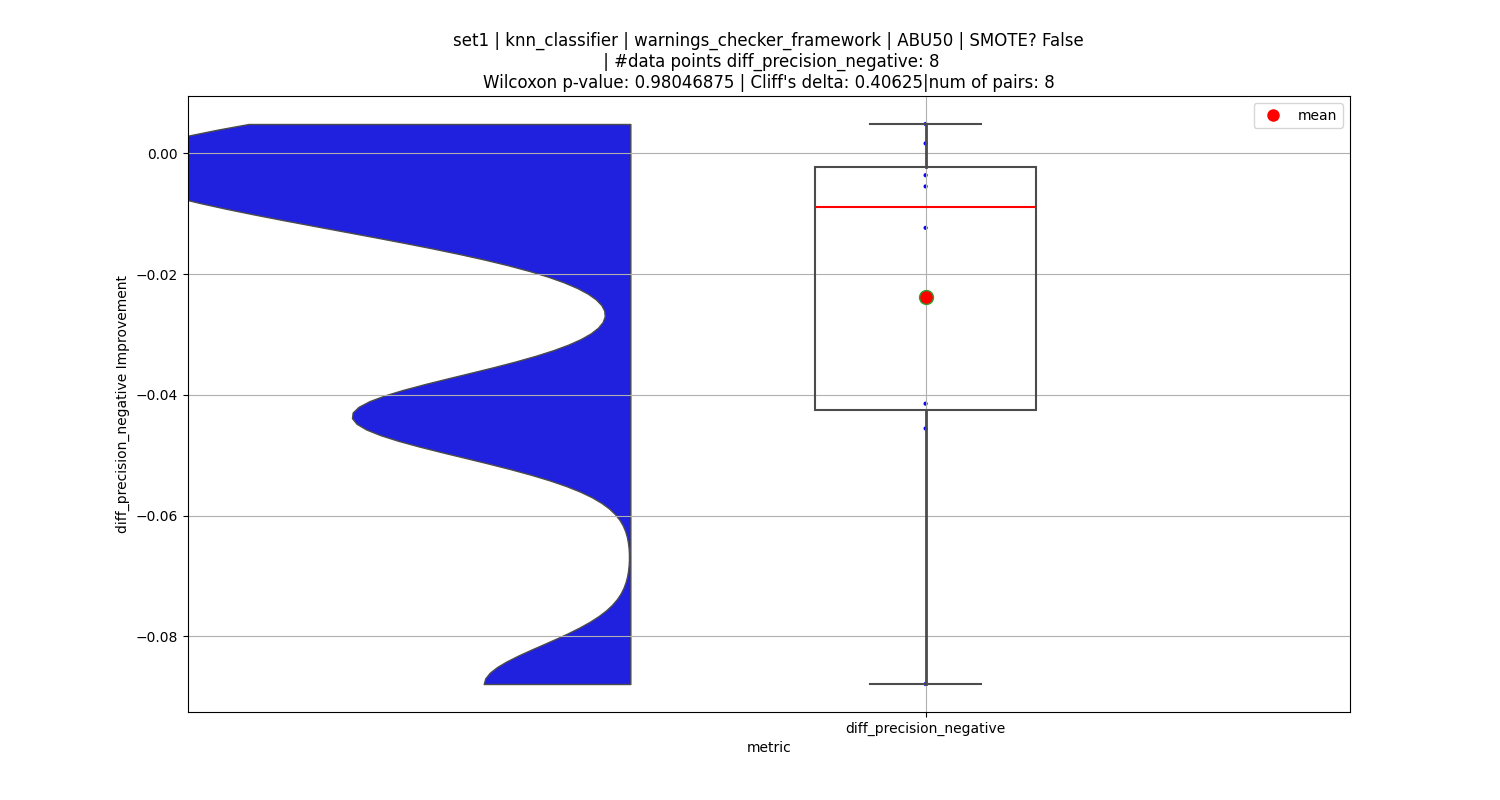 set1 | knn_classifier | warnings_checker_framework | ABU50 | SMOTE? False
| #data points diff_precision_negative: 8
Wilcoxon p-value: 0.98046875 | Cliff's delta: 0.40625|num of pairs: 8
mean
0.00
−0.02
−0.04
−0.06
−0.08
diff_precision_negative Improvement
diff_precision_negative
metric